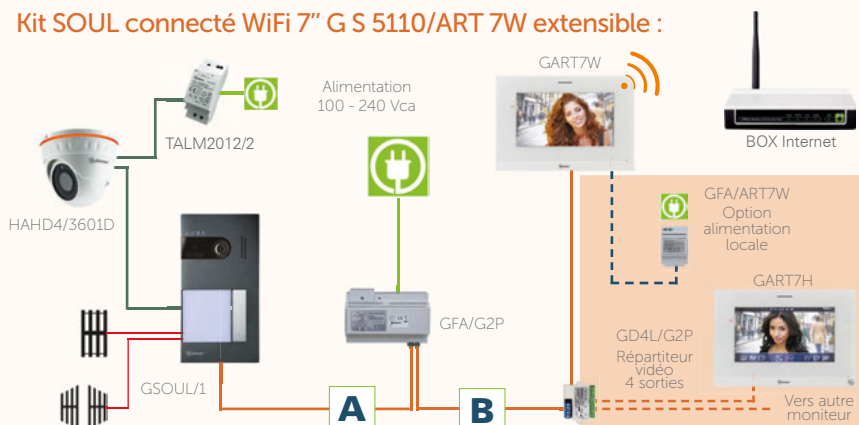 Kit SOUL connecté WiFi 7" G S 5110/ART 7W extensible :
GART7W
Alimentation
100 - 240 Vca
TALM2012/2
BOX Internet
HAHD4/3601D
GFA/ART7W
Option
alimentation
locale
GART7H
GFA/G2P
GD4L/G2P
Répartiteur
vidéo
4 sorties
GSOUL/1
A
B
Vers autre
moniteur